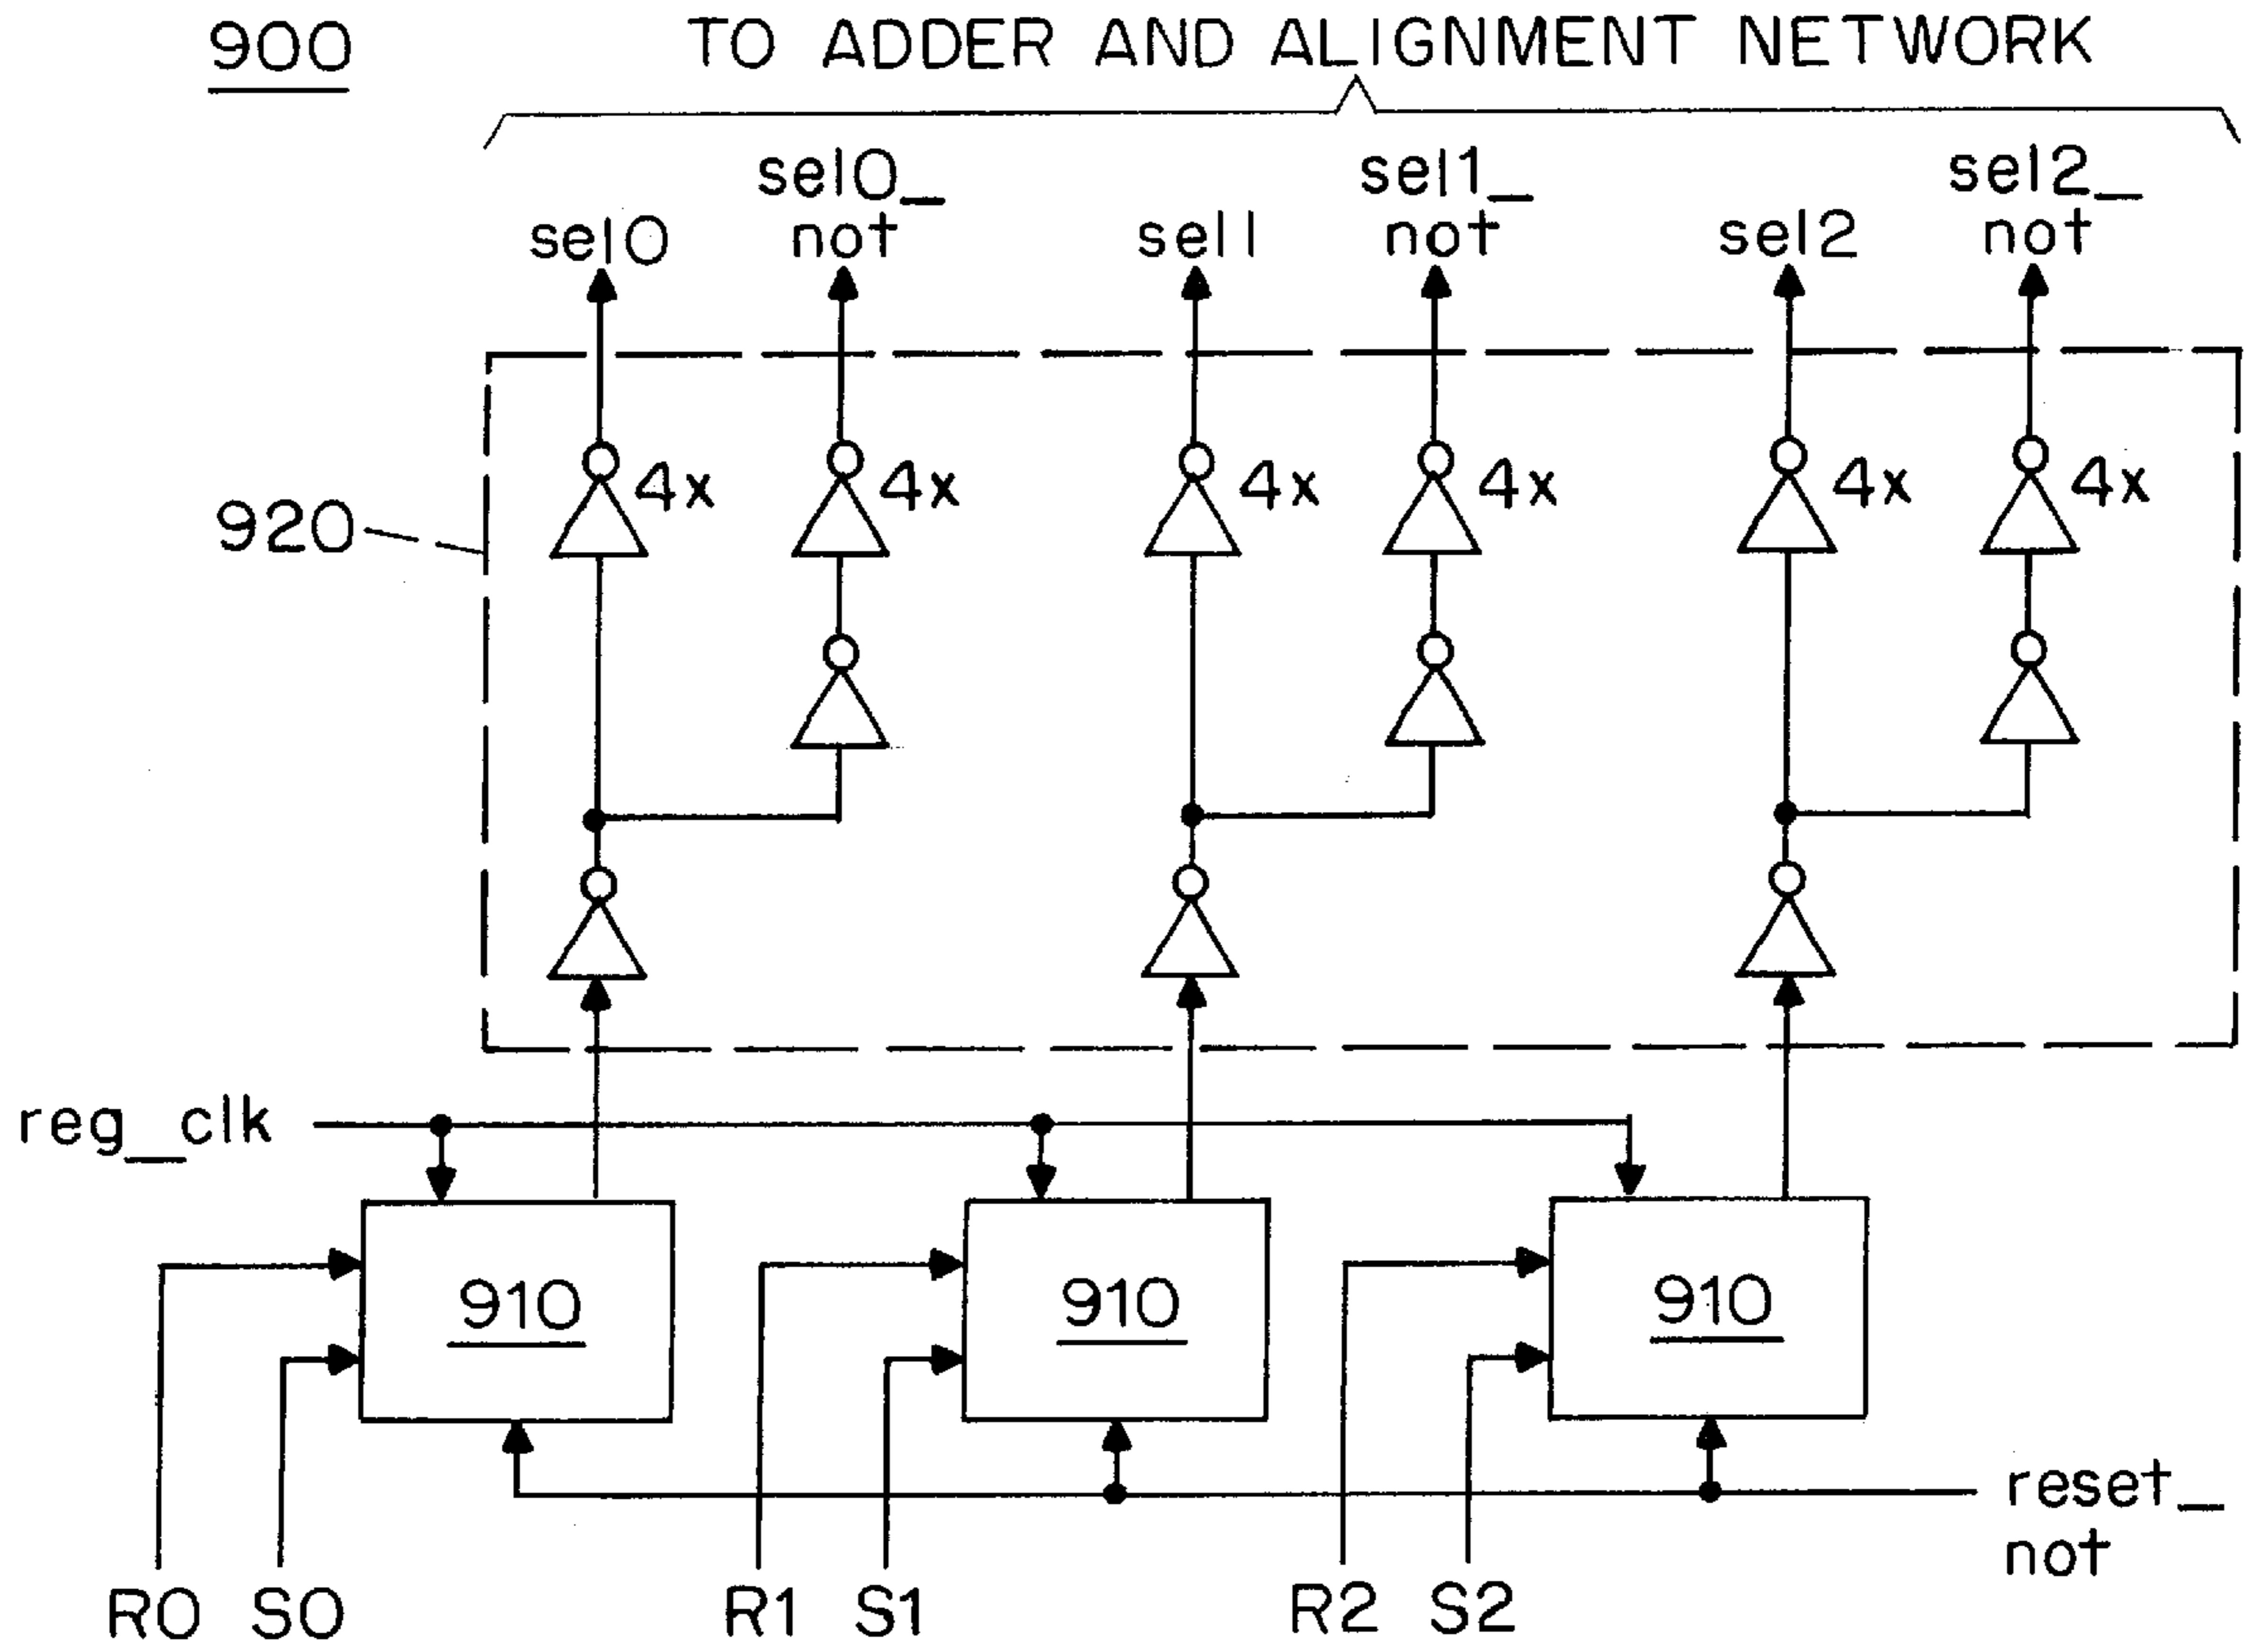 900
TO ADDER AND ALIGNMENT NETWORK
sel0
sel0_
not
sel1
sel1_
not
sel2
sel2_
not
4x
4x
4x
4x
4x
4x
920
reg_clk
910
910
910
reset_
not
R0
S0
R1
S1
R2
S2